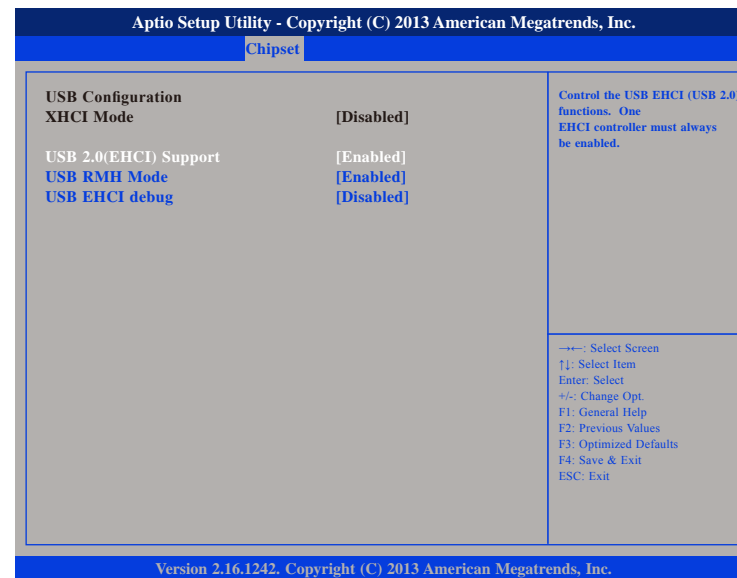 Aptio Setup Utility - Copyright (C) 2013 American Megatrends, Inc.
Chipset
USB Configuration
XHCI Mode [Disabled]
USB 2.0(EHCI) Support [Enabled]
USB RMH Mode [Enabled]
USB EHCI debug [Disabled]
Control the USB EHCI (USB 2.0)
functions. One
EHCI controller must always
be enabled.
→←: Select Screen
↑↓: Select Item
Enter: Select
+/-: Change Opt.
F1: General Help
F2: Previous Values
F3: Optimized Defaults
F4: Save & Exit
ESC: Exit
Version 2.16.1242. Copyright (C) 2013 American Megatrends, Inc.